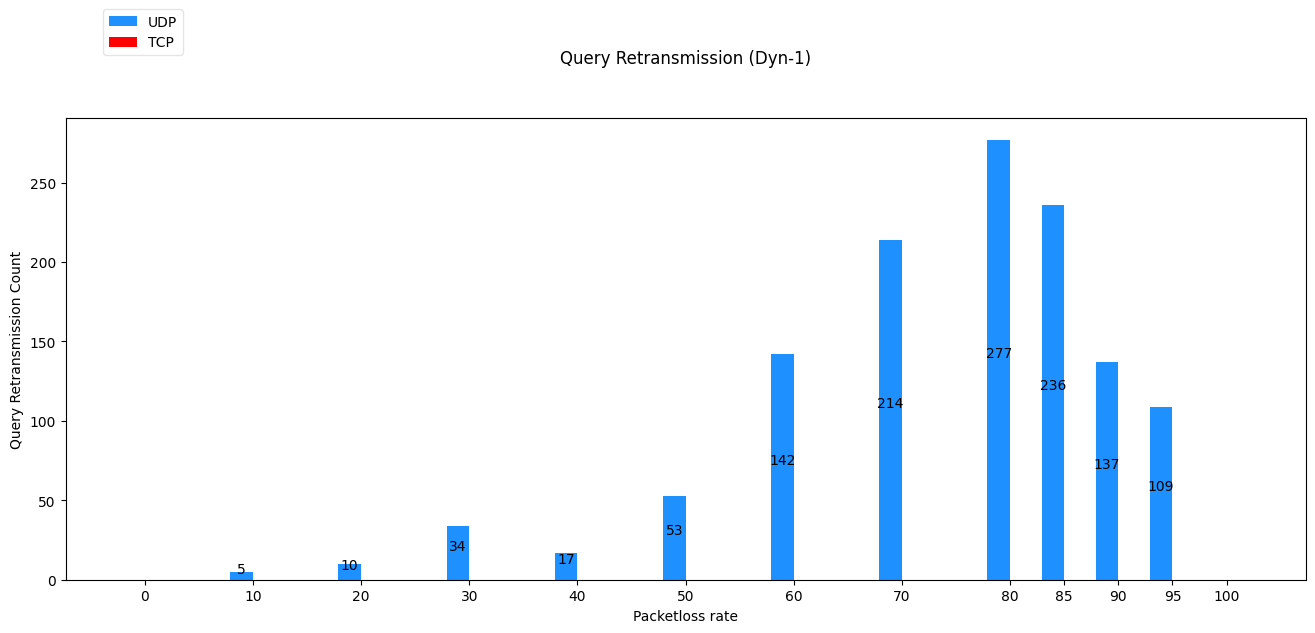 UDP
TCP
Query Retransmission (Dyn-1)
Query Retransmission Count
250
200
150
100
50
0
5
10
34
17
53
142
214
277
236
137
109
0 10 20 30 40 50 60 70 80 85 90 95 100
Packetloss rate